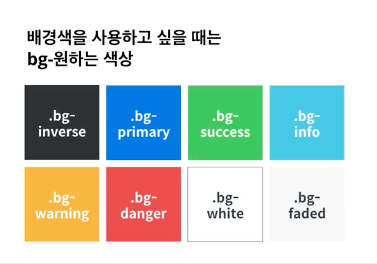 배경색을 사용하고 싶을 때는
bg-원하는 색상
.bg-
inverse
.bg-
primary
.bg-
success
.bg-
info
.bg-
warning
.bg-
danger
.bg-
white
.bg-
faded